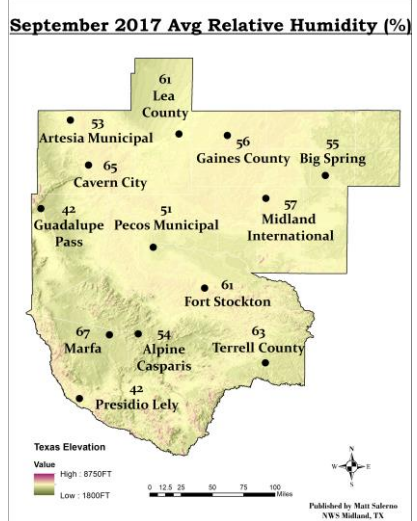 September 2017 Avg Relative Humidity (%)
61
Lea
County
53
Artesia Municipal
56
Gaines County
55
Big Spring
65
Cavern City
42
Guadalupe
Pass
51
Pecos Municipal
57
Midland
International
61
Fort Stockton
67
Marfa
54
Alpine
Casparis
63
Terrell County
42
Presidio Lely
Texas Elevation
Value
High : 8750FT
Low : 1800FT
0 12.5 25 50 75 100
Miles
N
W E
S
Published by Matt Salerno
NWS Midland, TX